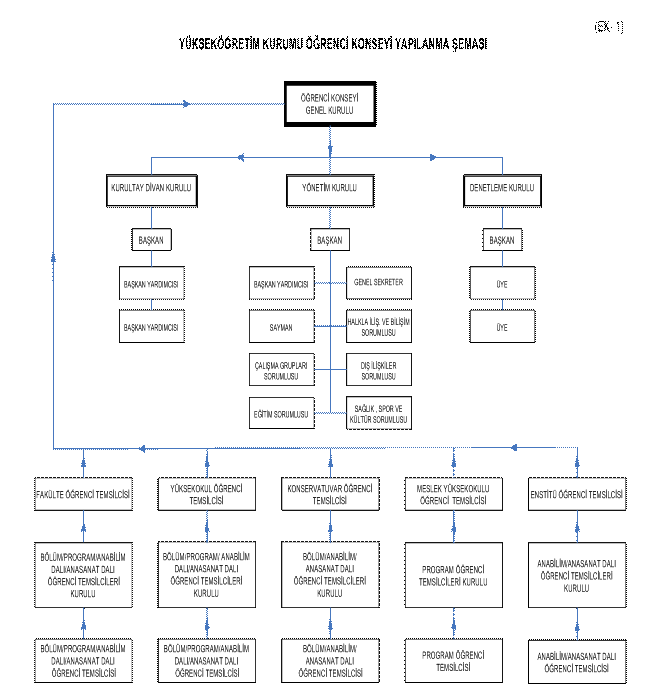 (EK- 1)
YÜKSEKÖĞRETİM KURUMU ÖĞRENCİ KONSEYİ YAPILANMA ŞEMASI
ÖĞRENCİ KONSEYİ
GENEL KURULU
KURULTAY DİVAN KURULU
YÖNETİM KURULU
DENETLEME KURULU
BAŞKAN
BAŞKAN
BAŞKAN
BAŞKAN YARDIMCISI
BAŞKAN YARDIMCISI
GENEL SEKRETER
ÜYE
BAŞKAN YARDIMCISI
SAYMAN
HALKLA İLİŞ. VE BİLİŞİM
SORUMLUSU
ÜYE
ÇALIŞMA GRUPLARI
SORUMLUSU
DIŞ İLİŞKİLER
SORUMLUSU
EĞİTİM SORUMLUSU
SAĞLIK , SPOR VE
KÜLTÜR SORUMLUSU
FAKÜLTE ÖĞRENCİ TEMSİLCİSİ
YÜKSEKOKUL ÖĞRENCİ
TEMSİLCİSİ
KONSERVATUVAR ÖĞRENCİ
TEMSİLCİSİ
MESLEK YÜKSEKOKULU
ÖĞRENCİ TEMSİLCİSİ
ENSTİTÜ ÖĞRENCİ TEMSİLCİSİ
BÖLÜM/PROGRAM/ANABİLİM
DALI/ANASANAT DALI
ÖĞRENCİ TEMSİLCİLERİ
KURULU
BÖLÜM/PROGRAM/ ANABİLİM
DALI/ANASANAT DALI
ÖĞRENCİ TEMSİLCİLERİ
KURULU
BÖLÜM/ANABİLİM/
ANASANAT DALI
ÖĞRENCİ TEMSİLCİLERİ
KURULU
PROGRAM ÖĞRENCİ
TEMSİLCİLERİ KURULU
ANABİLİM/ANASANAT DALI
ÖĞRENCİ TEMSİLCİLERİ
KURULU
BÖLÜM/PROGRAM/ANABİLİM
DALI/ANASANAT DALI
ÖĞRENCİ TEMSİLCİSİ
BÖLÜM/PROGRAM/ANABİLİM
DALI/ANASANAT DALI
ÖĞRENCİ TEMSİLCİSİ
BÖLÜM/ANABİLİM/
ANASANAT DALI
ÖĞRENCİ TEMSİLCİSİ
PROGRAM ÖĞRENCİ
TEMSİLCİSİ
ANABİLİM/ANASANAT DALI
ÖĞRENCİ TEMSİLCİSİ